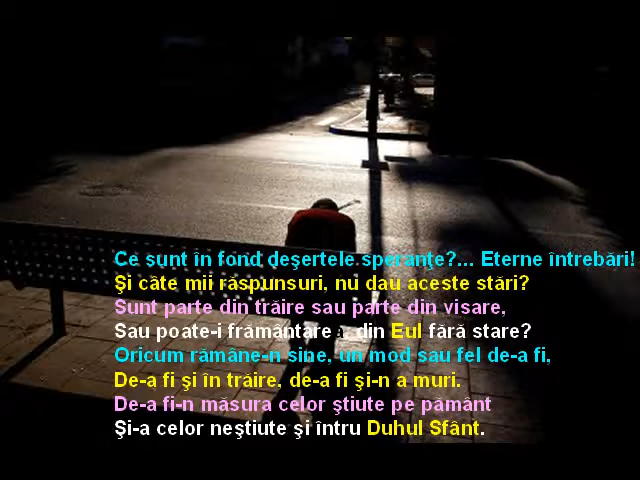 Ce sunt în fond deşertele speranţe?... Eterne întrebări!
Şi câte mii răspunsuri, nu dau aceste stări?
Sunt parte din trăire sau parte din visare,
Sau poate-i frământare din Eul fără stare?
Oricum rămâne-n sine, un mod sau fel de-a fi,
De-a fi şi în trăire, de-a fi şi-n a muri.
De-a fi-n măsura celor ştiute pe pământ
Şi-a celor neştiute şi întru Duhul Sfânt.